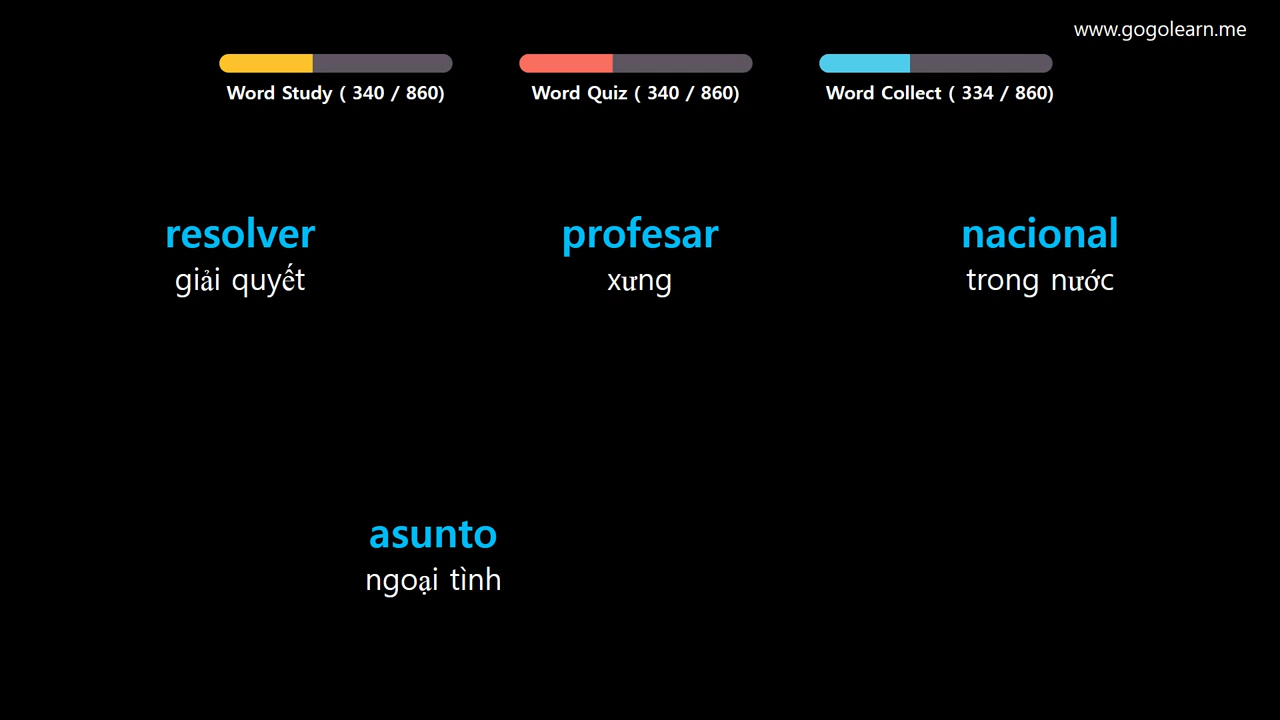 www.gogolearn.me
Word Study ( 340 / 860)
Word Quiz ( 340 / 860)
Word Collect ( 334 / 860)
resolver
giải quyết
profesar
xưng
nacional
trong nước
asunto
ngoại tình